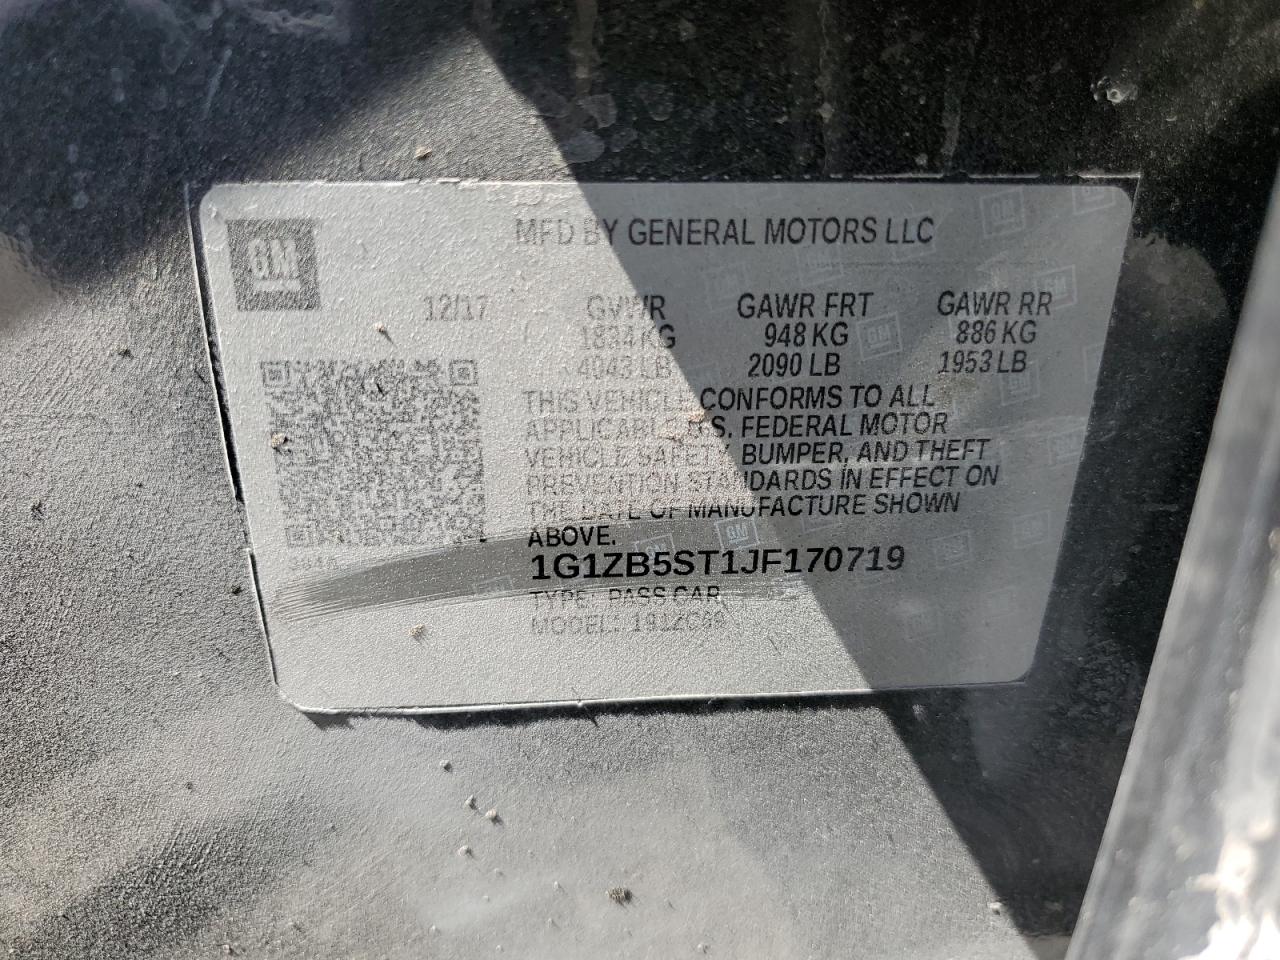 GM
MFD BY GENERAL MOTORS LLC
12/17 GVWR GAWR FRT GAWR RR
1834 KG 948 KG 886 KG
4043 LB 2090 LB 1953 LB
THIS VEHICLE CONFORMS TO ALL
APPLICABLE U.S. FEDERAL MOTOR
VEHICLE SAFETY, BUMPER, AND THEFT
PREVENTION STANDARDS IN EFFECT ON
THE DATE OF MANUFACTURE SHOWN
ABOVE.
1G1ZB5ST1JF170719
TYPE: PASS CAR
MODEL: